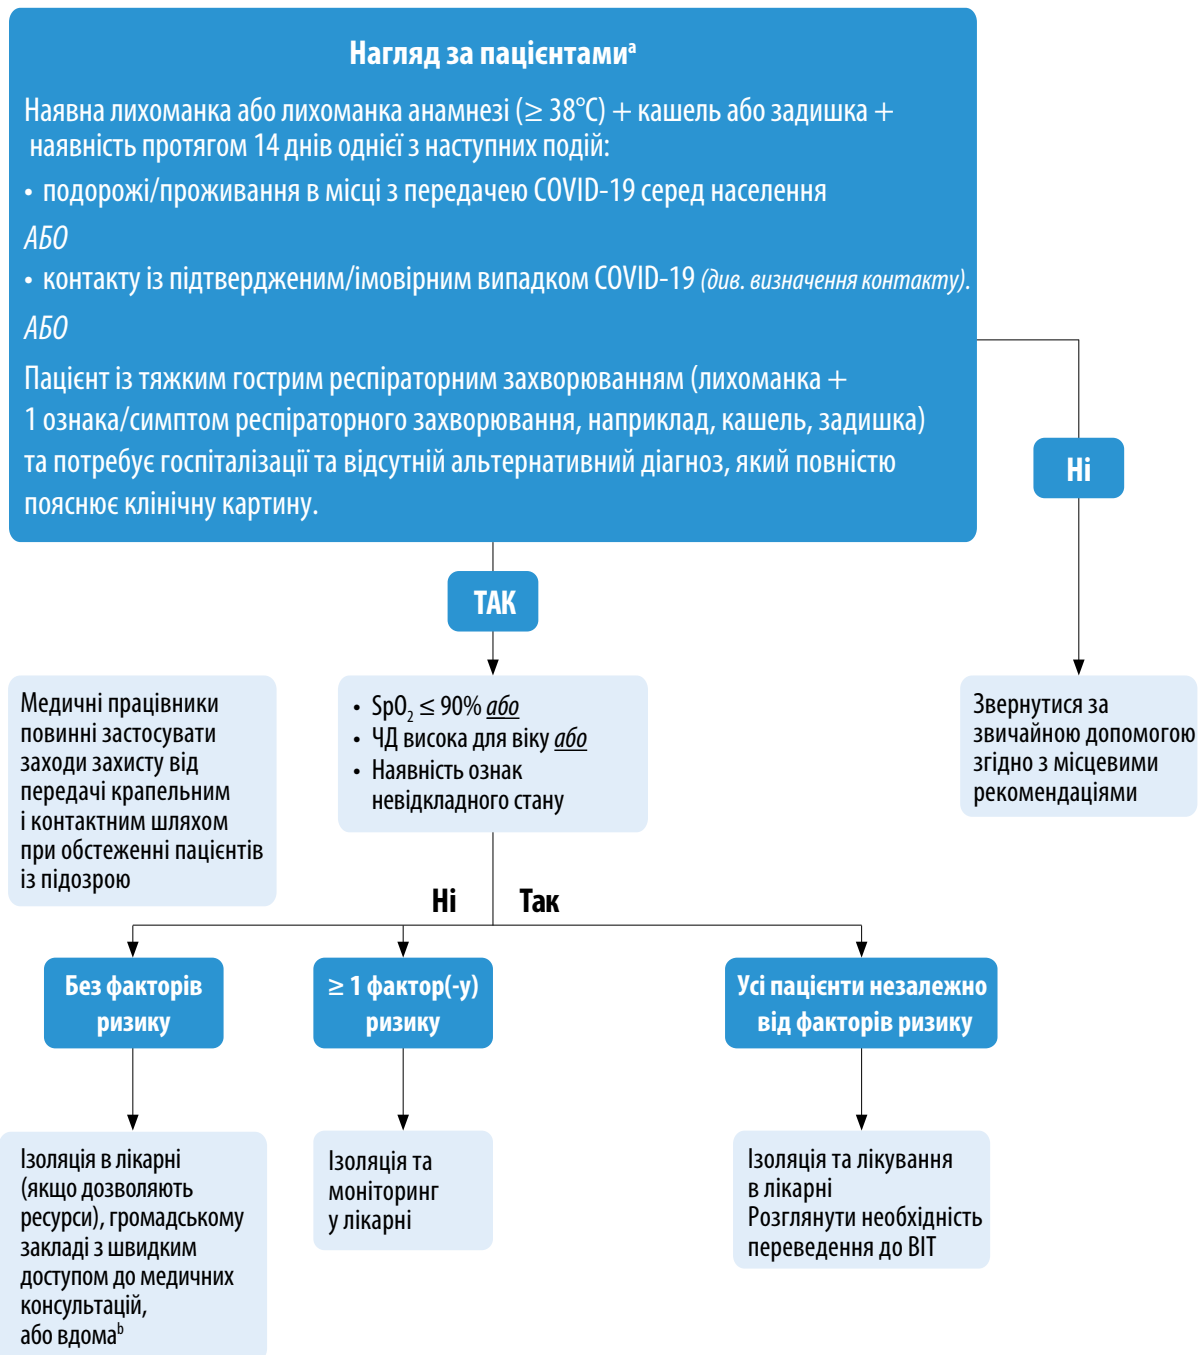 Нагляд за пацієнтамиᵃ
Наявна лихоманка або лихоманка анамнезі (≥ 38°C) + кашель або задишка +
наявність протягом 14 днів однієї з наступних подій:
• подорожі/проживання в місці з передачею COVID-19 серед населення
АБО
• контакту із підтвердженим/імовірним випадком COVID-19 (див. визначення контакту).
АБО
Пацієнт із тяжким гострим респіраторним захворюванням (лихоманка +
1 ознака/симптом респіраторного захворювання, наприклад, кашель, задишка)
та потребує госпіталізації та відсутній альтернативний діагноз, який повністю
пояснює клінічну картину.
Ні
ТАК
Медичні працівники
повинні застосувати
заходи захисту від
передачі крапельним
і контактним шляхом
при обстеженні пацієнтів
із підозрою
• SpO₂ ≤ 90% або
• ЧД висока для віку або
• Наявність ознак
невідкладного стану
Звернутися за
звичайною допомогою
згідно з місцевими
рекомендаціями
Ні
Так
Без факторів
ризику
≥ 1 фактор(-у)
ризику
Усі пацієнти незалежно
від факторів ризику
Ізоляція в лікарні
(якщо дозволяють
ресурси), громадському
закладі з швидким
доступом до медичних
консультацій,
або вдомаᵇ
Ізоляція та
моніторинг
у лікарні
Ізоляція та лікування
в лікарні
Розглянути необхідність
переведення до ВІТ